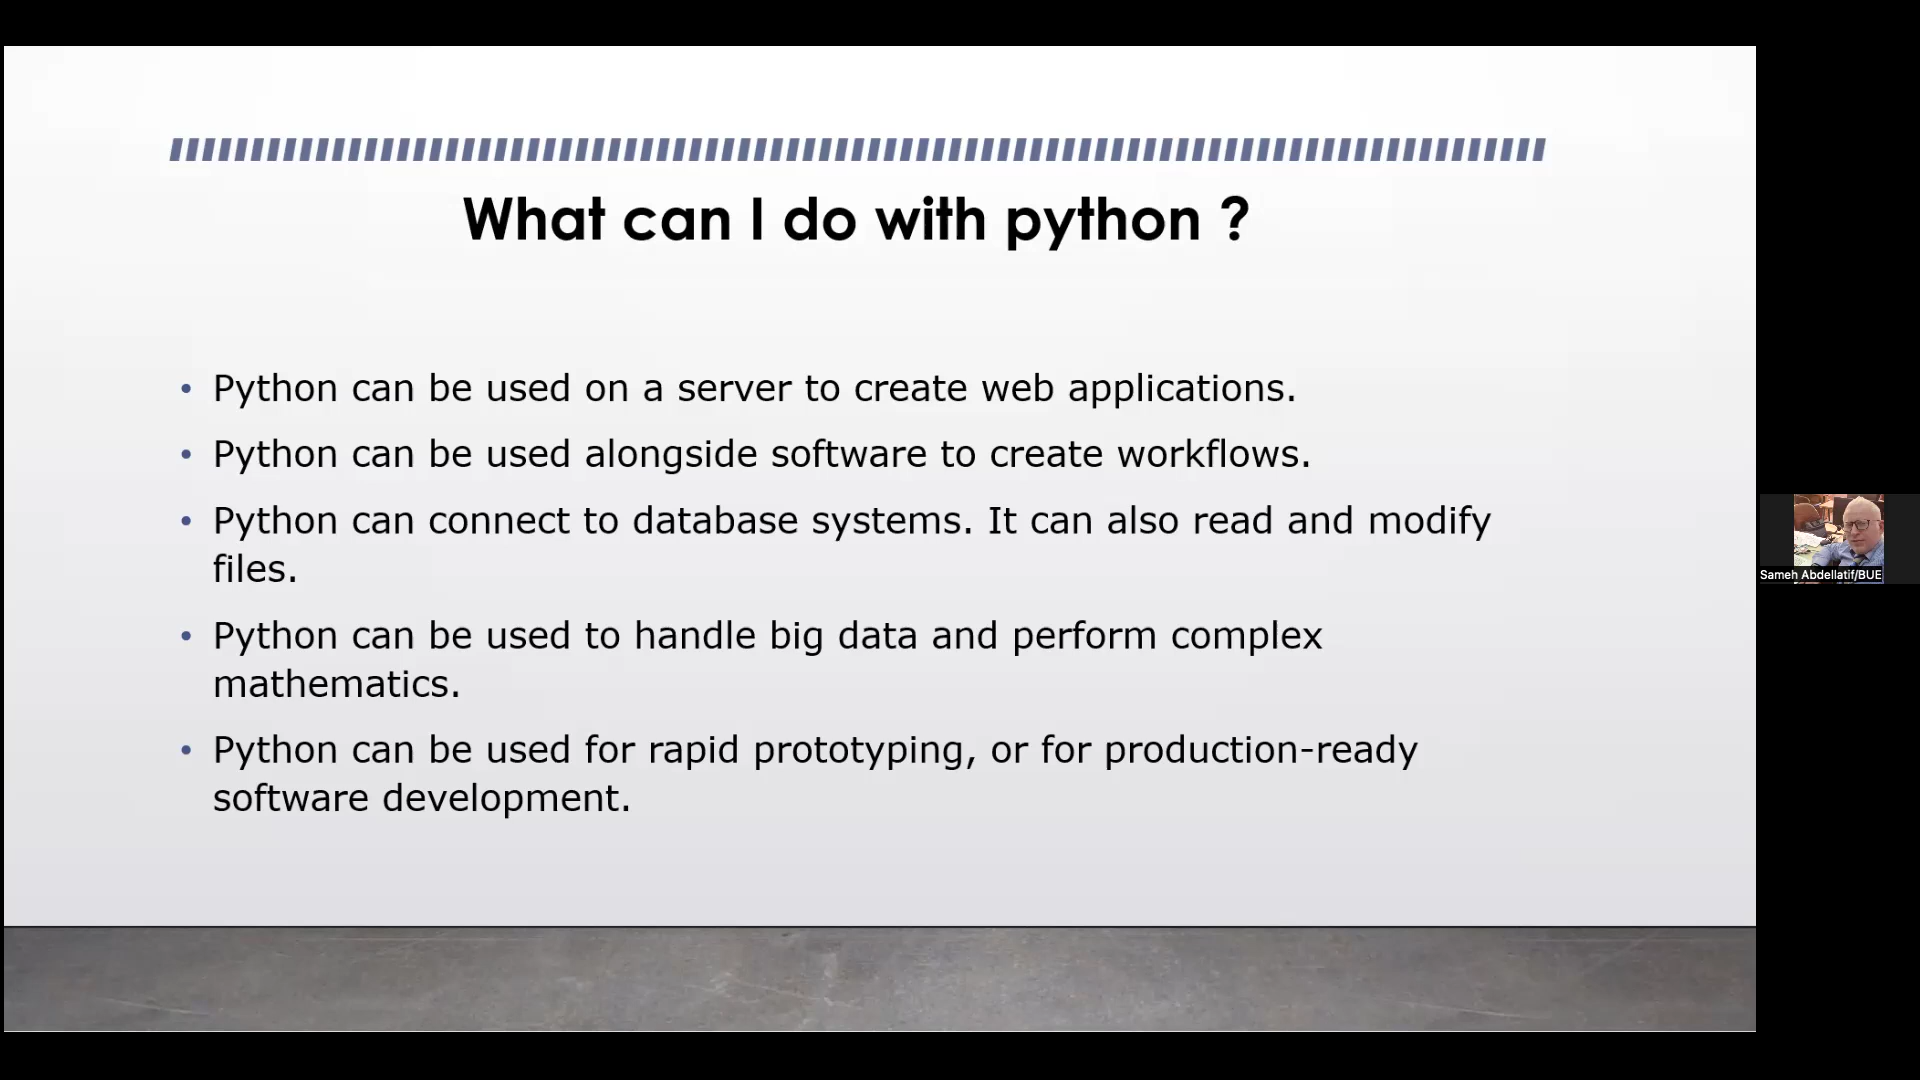 What can I do with python ?
• Python can be used on a server to create web applications.
• Python can be used alongside software to create workflows.
• Python can connect to database systems. It can also read and modify
files.
• Python can be used to handle big data and perform complex
mathematics.
• Python can be used for rapid prototyping, or for production-ready
software development.
Sameh Abdellatif/BUE